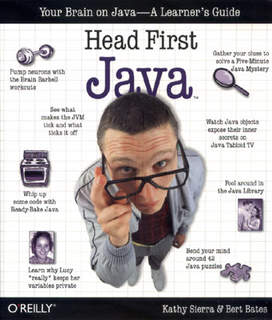 Your Brain on Java—A Learner's Guide
Head First
Java
TM
Pump neurons with
the Brain Barbell
workouts
Gather your clues to
solve a Five-Minute
Java Mystery
See what
makes the JVM
tick and what
ticks it off
Watch Java objects
expose their inner
secrets on
Java Tabloid TV
Whip up
some code with
Ready-Bake Java
Fool around in
the Java Library
Bend your mind
around 42
Java puzzles
Learn why Lucy
"really" keeps her
variables private
O'REILLY®
Kathy Sierra & Bert Bates